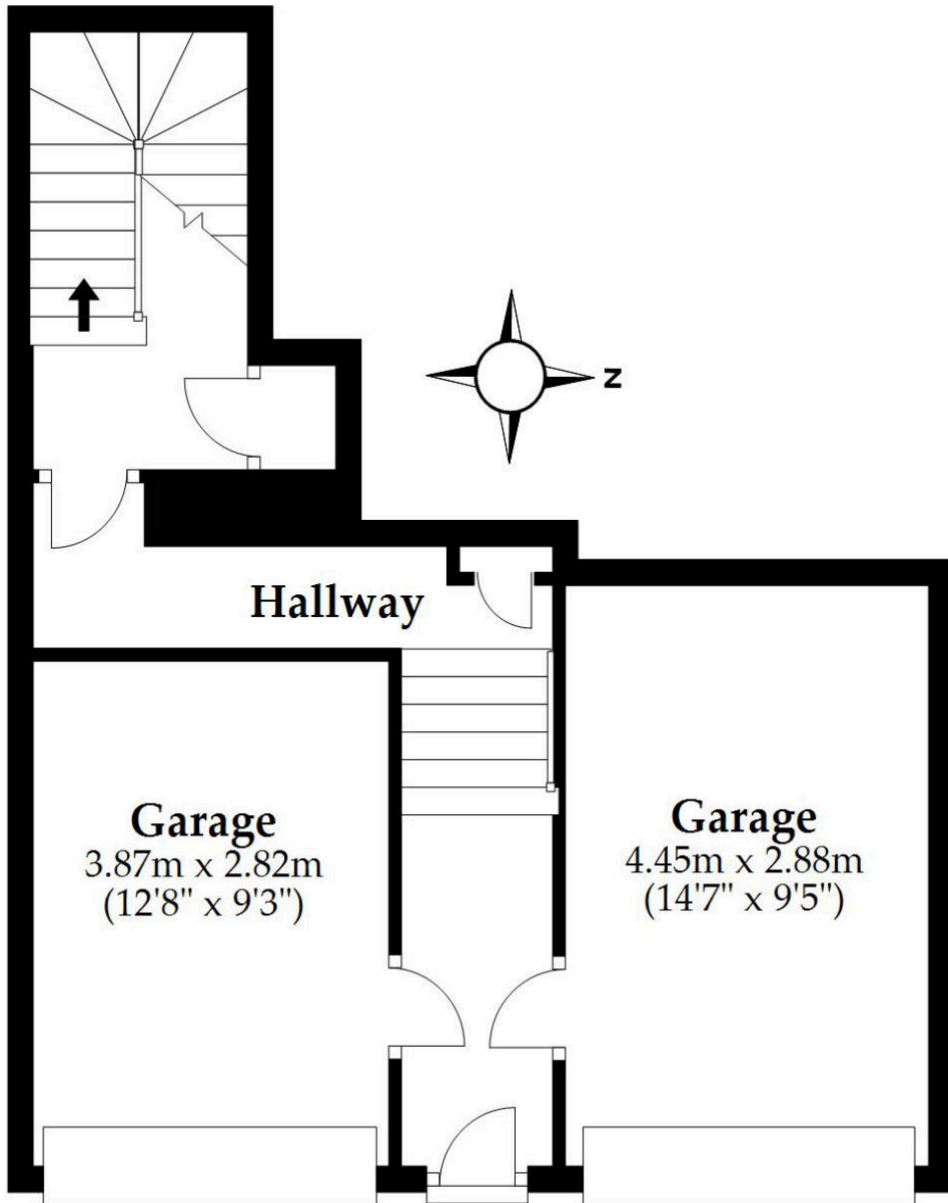 N
Hallway
Garage
3.87m x 2.82m
(12'8" x 9'3")
Garage
4.45m x 2.88m
(14'7" x 9'5")